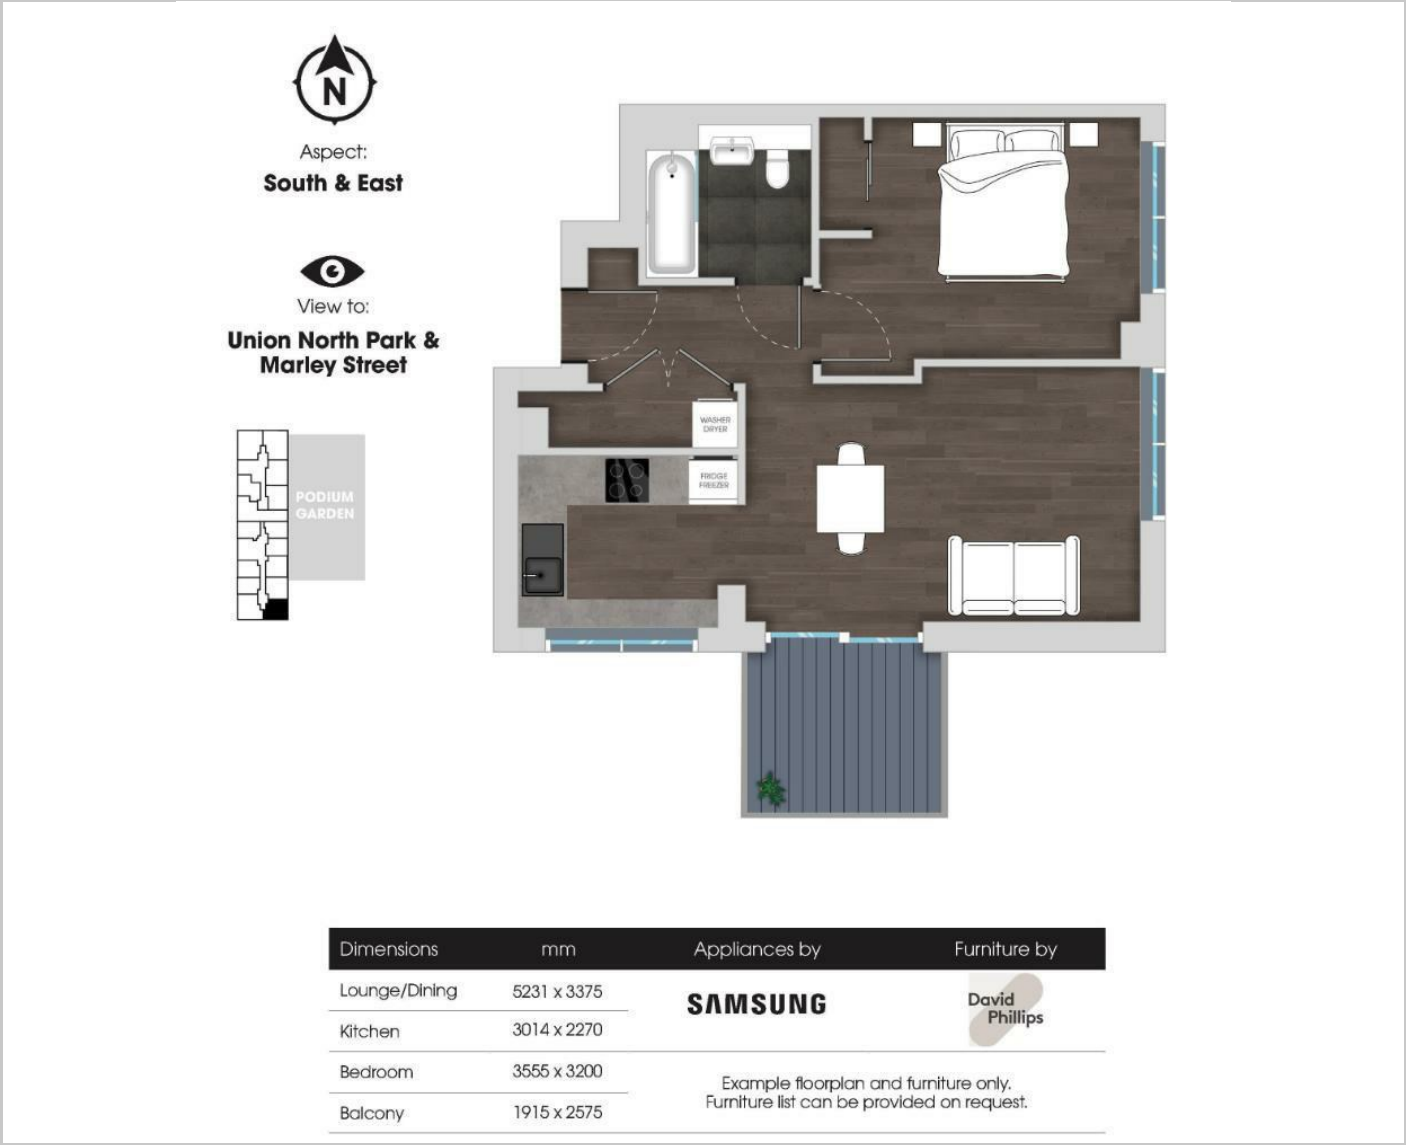 N
Aspect:
South & East
View to:
Union North Park &
Marley Street
PODIUM
GARDEN
WASHER
DRYER
FRIDGE
FREEZER
Dimensions mm Appliances by Furniture by
Lounge/Dining 5231 x 3375
Kitchen 3014 x 2270
Bedroom 3555 x 3200
Balcony 1915 x 2575
SAMSUNG
David
Phillips
Example floorplan and furniture only.
Furniture list can be provided on request.